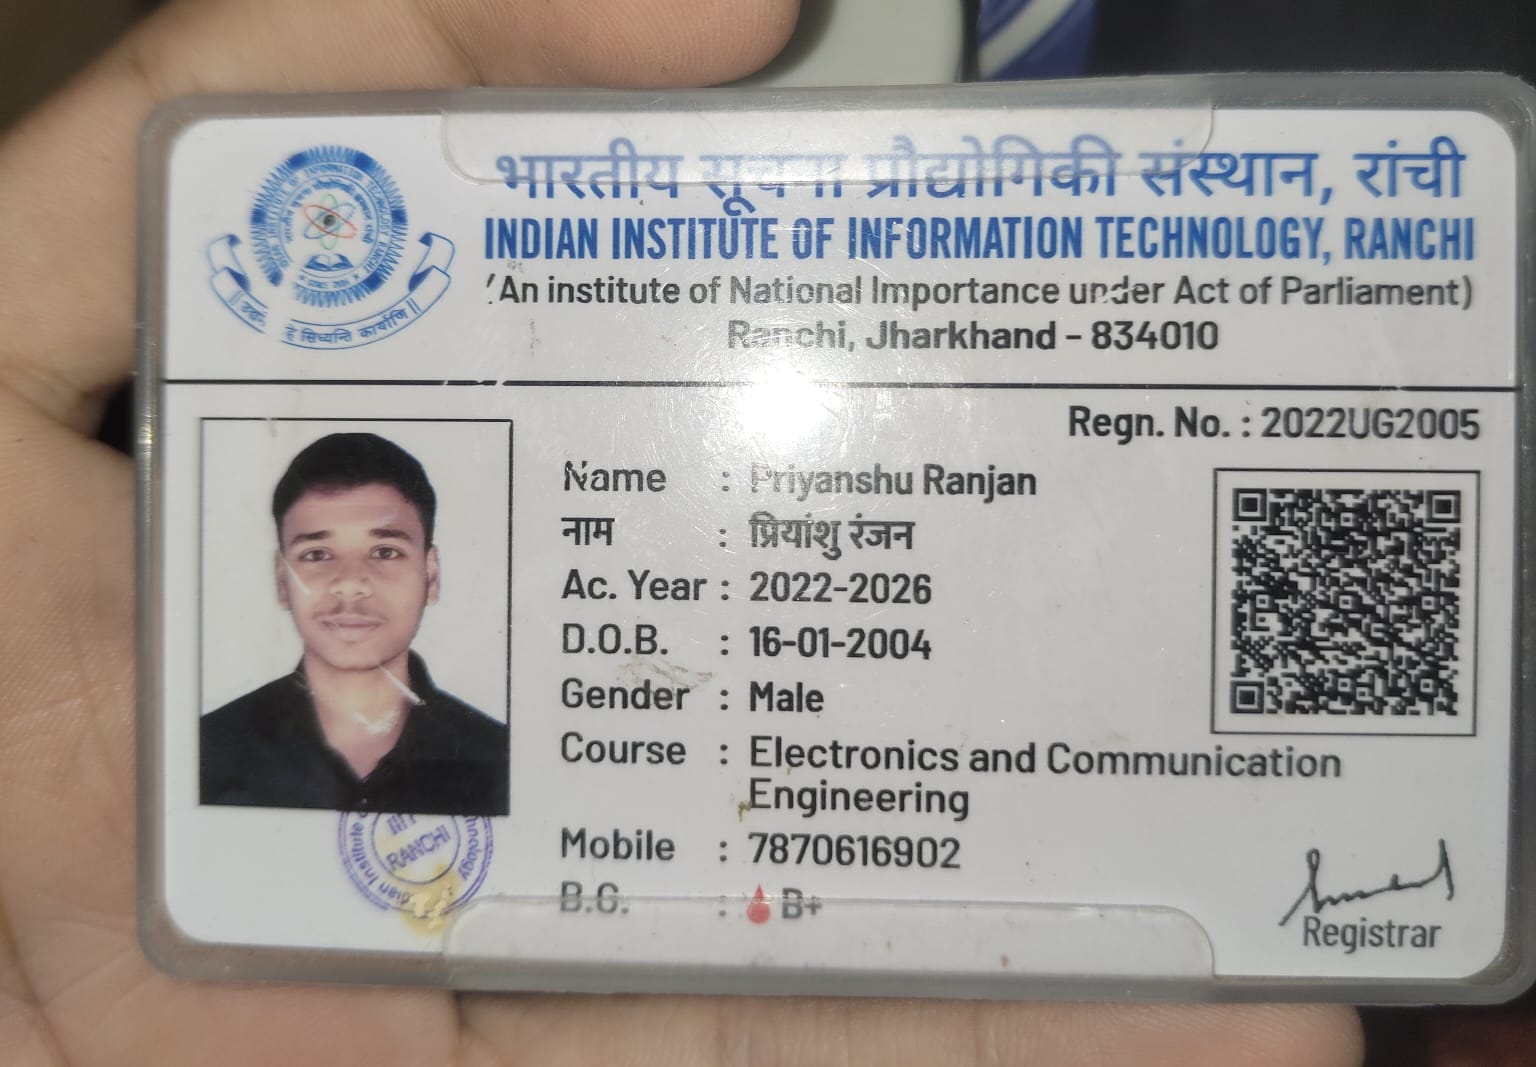 भारतीय सूचना प्रौद्योगिकी संस्थान, रांची
INDIAN INSTITUTE OF INFORMATION TECHNOLOGY, RANCHI
(An institute of National Importance under Act of Parliament)
Ranchi, Jharkhand - 834010
सिध्यन्ति कार्याणि ||
Regn. No. : 2022UG2005
Name : Priyanshu Ranjan
नाम : प्रियांशु रंजन
Ac. Year : 2022-2026
D.O.B. : 16-01-2004
Gender : Male
Course : Electronics and Communication
Engineering
Mobile : 7870616902
B.G. : B+
IIIT
RANCHI
Registrar